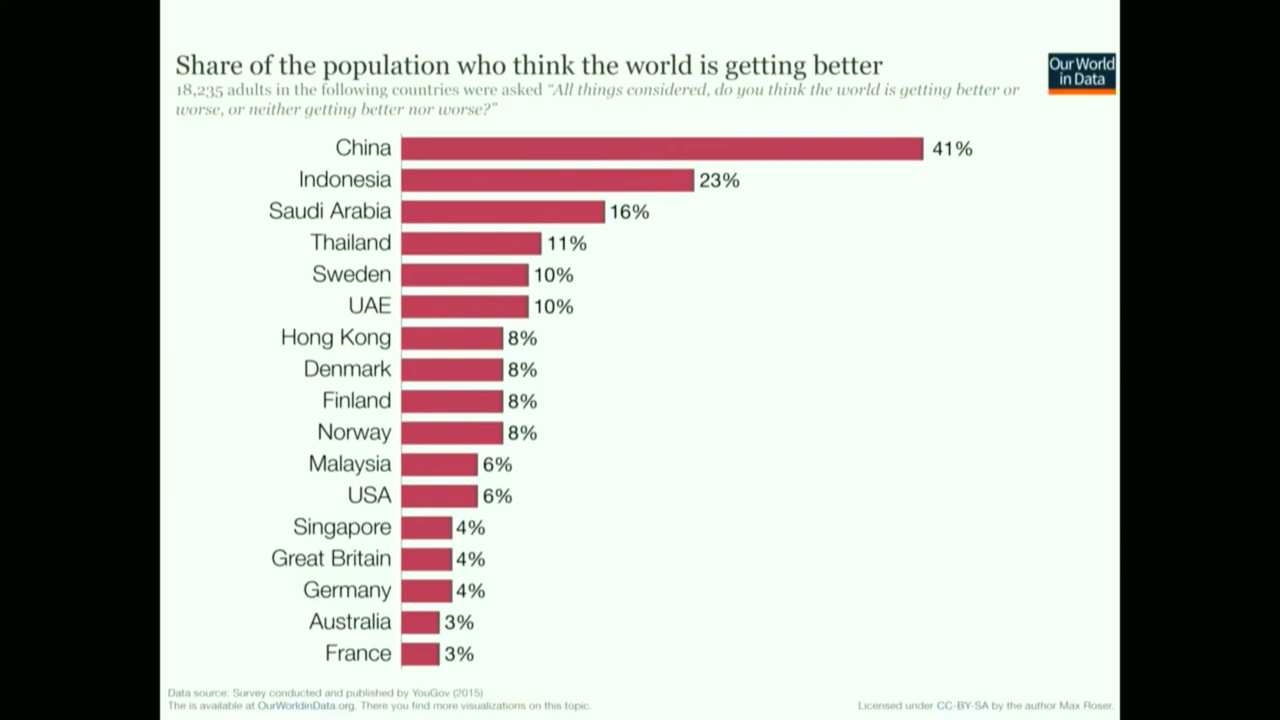 Share of the population who think the world is getting better
Our World
in Data
18,235 adults in the following countries were asked "All things considered, do you think the world is getting better or
worse, or neither getting better nor worse?"
China 41%
Indonesia 23%
Saudi Arabia 16%
Thailand 11%
Sweden 10%
UAE 10%
Hong Kong 8%
Denmark 8%
Finland 8%
Norway 8%
Malaysia 6%
USA 6%
Singapore 4%
Great Britain 4%
Germany 4%
Australia 3%
France 3%
Data source: Survey conducted and published by YouGov (2015)
The is available at OurWorldinData.org. There you find more visualizations on this topic.
Licensed under CC-BY-SA by the author Max Roser.